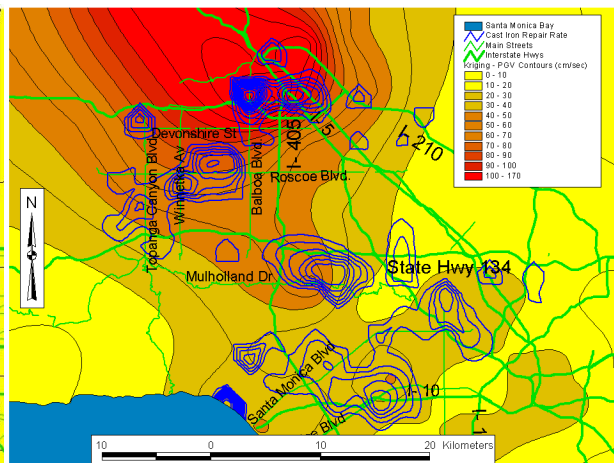 Santa Monica Bay
Cast Iron Repair Rate
Main Streets
Interstate Hwys
Kriging - PGV Contours (cm/sec)
0 - 10
10 - 20
20 - 30
30 - 40
40 - 50
50 - 60
60 - 70
70 - 80
80 - 90
90 - 100
100 - 170
I- 5
I- 210
Devonshire St
I- 405
Topanga Canyon Blvd
Winnetka Av
Balboa Blvd
Roscoe Blvd.
N
Mulholland Dr
State Hwy 134
Santa Monica Blvd
I- 10
Blvd
10 0 10 20 Kilometers